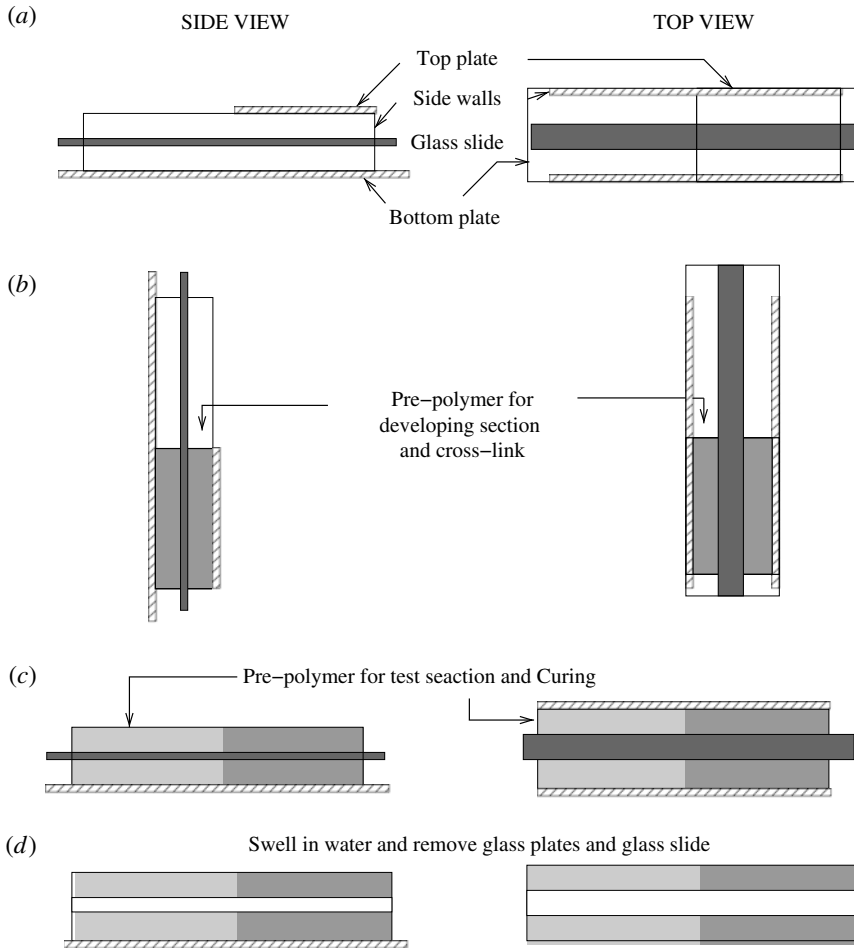 (a)
SIDE VIEW
TOP VIEW
Top plate
Side walls
Glass slide
Bottom plate
(b)
Pre−polymer for
developing section
and cross−link
(c)
Pre−polymer for test seaction and Curing
(d)
Swell in water and remove glass plates and glass slide